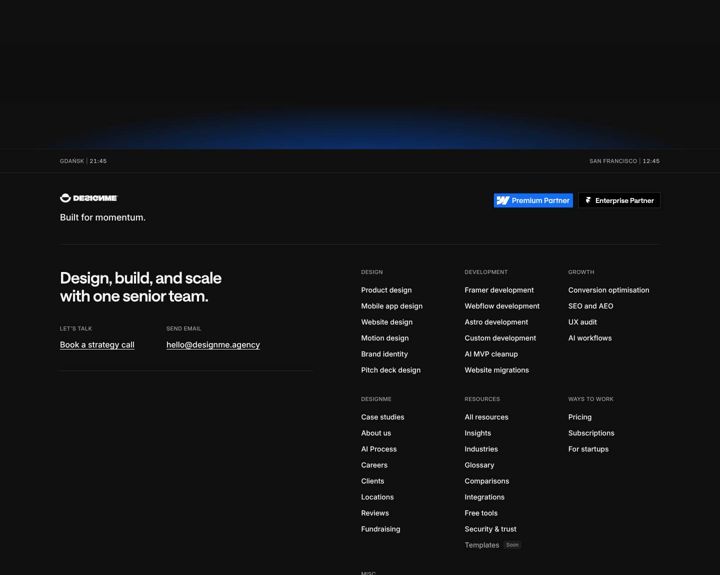 GDAŃSK | 21:45
SAN FRANCISCO | 12:45
DESIGNME
Built for momentum.
Premium Partner
Enterprise Partner
Design, build, and scale
with one senior team.
LET'S TALK
Book a strategy call
SEND EMAIL
hello@designme.agency
DESIGN
Product design
Mobile app design
Website design
Motion design
Brand identity
Pitch deck design
DEVELOPMENT
Framer development
Webflow development
Astro development
Custom development
AI MVP cleanup
Website migrations
GROWTH
Conversion optimisation
SEO and AEO
UX audit
AI workflows
DESIGNME
Case studies
About us
AI Process
Careers
Clients
Locations
Reviews
Fundraising
RESOURCES
All resources
Insights
Industries
Glossary
Comparisons
Integrations
Free tools
Security & trust
Templates Soon
WAYS TO WORK
Pricing
Subscriptions
For startups
MISC